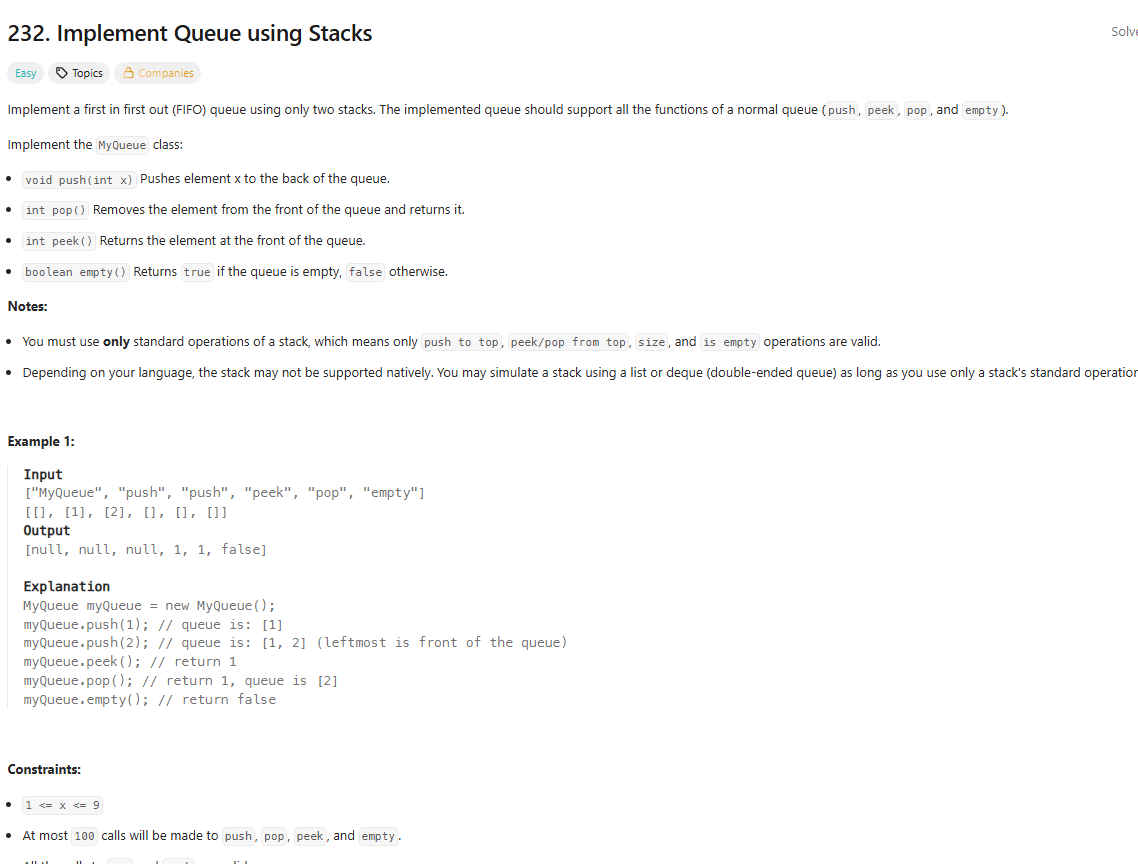 232. Implement Queue using Stacks
Easy Topics Companies
Implement a first in first out (FIFO) queue using only two stacks. The implemented queue should support all the functions of a normal queue (push, peek, pop, and empty).
Implement the MyQueue class:
• void push(int x) Pushes element x to the back of the queue.
• int pop() Removes the element from the front of the queue and returns it.
• int peek() Returns the element at the front of the queue.
• boolean empty() Returns true if the queue is empty, false otherwise.
Notes:
• You must use only standard operations of a stack, which means only push to top, peek/pop from top, size, and is empty operations are valid.
• Depending on your language, the stack may not be supported natively. You may simulate a stack using a list or deque (double-ended queue) as long as you use only a stack's standard
Example 1:
Input
["MyQueue", "push", "push", "peek", "pop", "empty"]
[[], [1], [2], [], [], []]
Output
[null, null, null, 1, 1, false]
Explanation
MyQueue myQueue = new MyQueue();
myQueue.push(1); // queue is: [1]
myQueue.push(2); // queue is: [1, 2] (leftmost is front of the queue)
myQueue.peek(); // return 1
myQueue.pop(); // return 1, queue is [2]
myQueue.empty(); // return false
Constraints:
• 1 <= x <= 9
• At most 100 calls will be made to push, pop, peek, and empty.